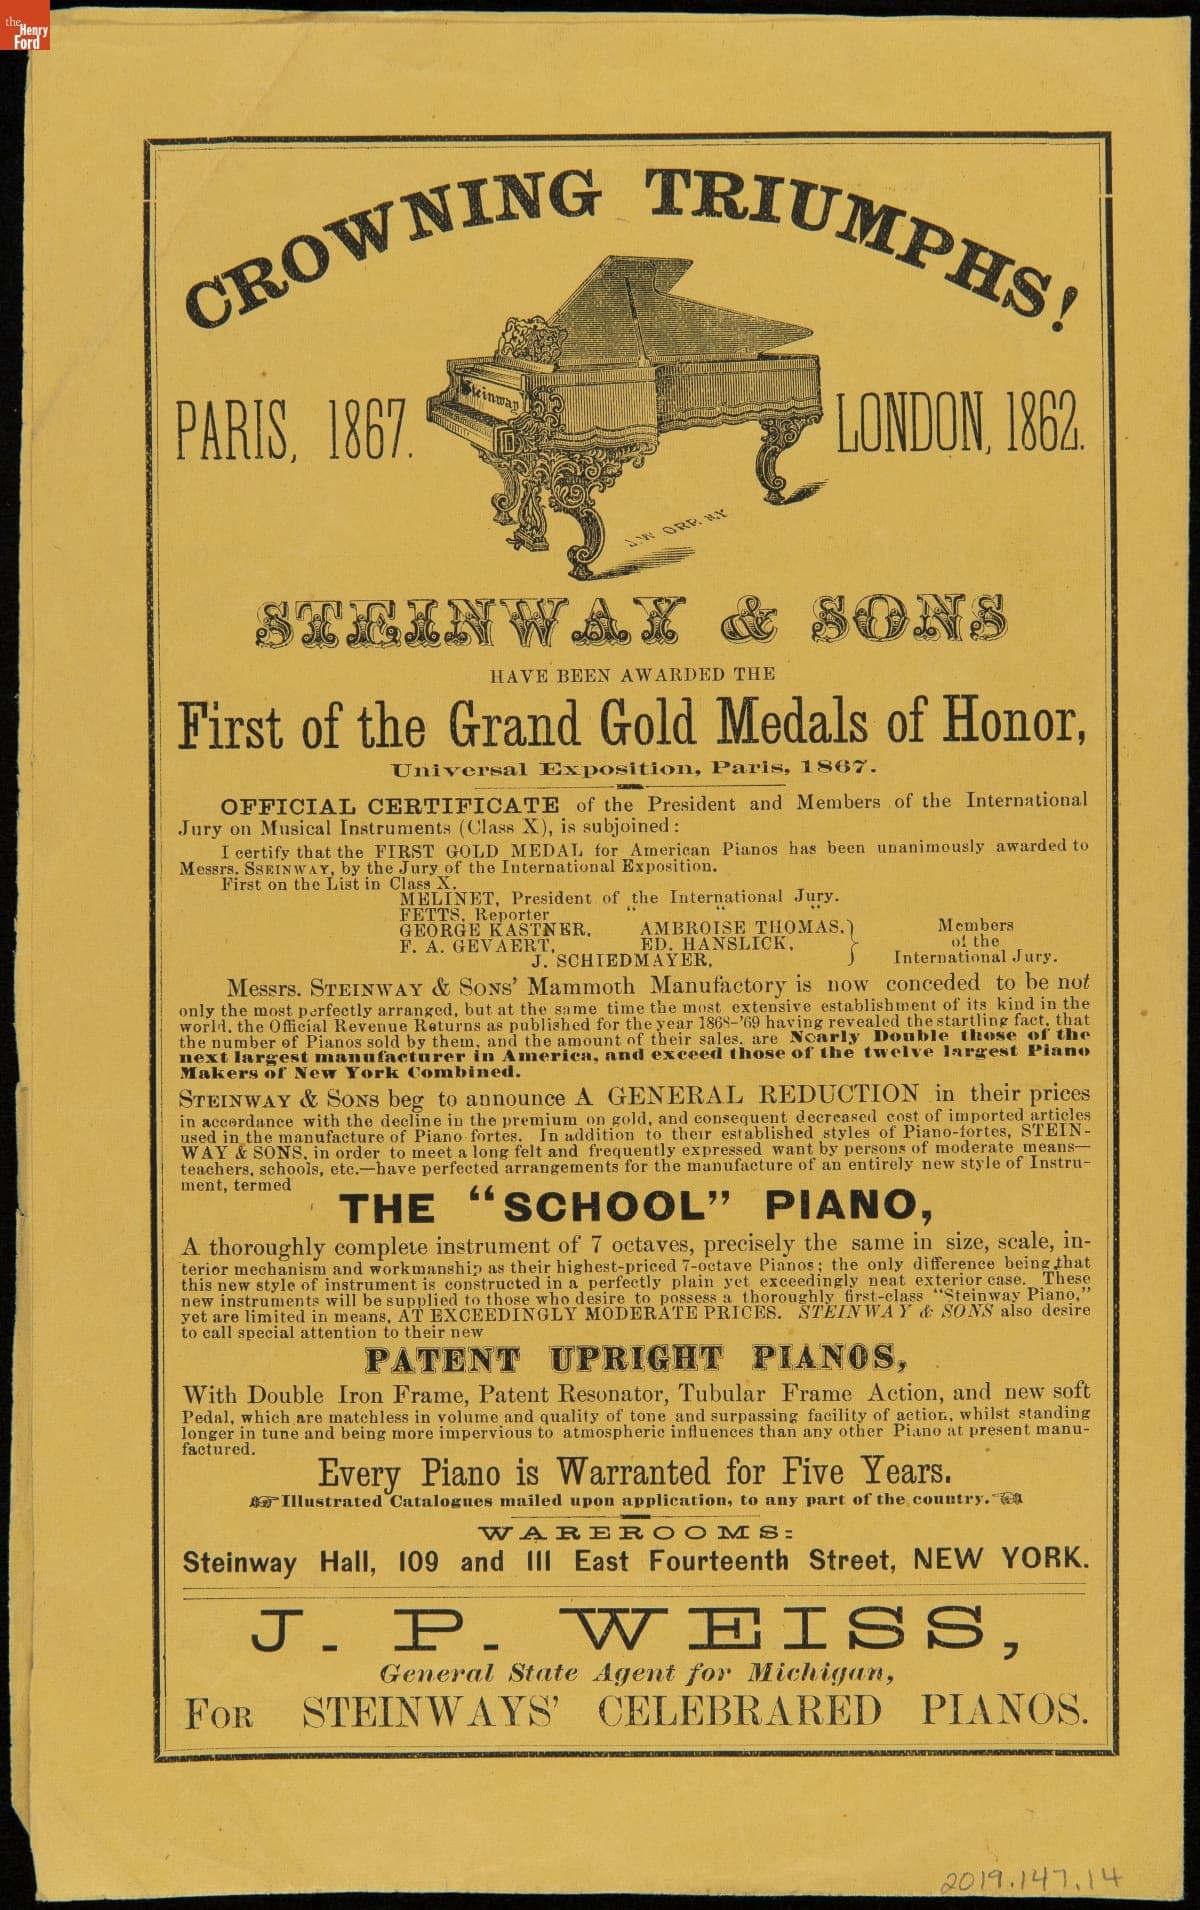 the
Henry
Ford
CROWNING TRIUMPHS!
PARIS, 1867.
LONDON, 1862.
Steinway
J.W ORR. N.Y
STEINWAY & SONS
HAVE BEEN AWARDED THE
First of the Grand Gold Medals of Honor,
Universal Exposition, Paris, 1867.
OFFICIAL CERTIFICATE of the President and Members of the International
Jury on Musical Instruments (Class X), is subjoined:
I certify that the FIRST GOLD MEDAL for American Pianos has been unanimously awarded to
Messrs. SSEINWAY, by the Jury of the International Exposition.
First on the List in Class X.
MELINET, President of the International Jury.
FETTS, Reporter " " "
GEORGE KASTNER, AMBROISE THOMAS,
F. A. GEVAERT, ED. HANSLICK,
J. SCHIEDMAYER,
Members
of the
International Jury.
Messrs. STEINWAY & SONS' Mammoth Manufactory is now conceded to be not
only the most perfectly arranged, but at the same time the most extensive establishment of its kind in the
world, the Official Revenue Returns as published for the year 1868-'69 having revealed the startling fact, that
the number of Pianos sold by them, and the amount of their sales, are Nearly Double those of the
next largest manufacturer in America, and exceed those of the twelve largest Piano
Makers of New York Combined.
STEINWAY & SONS beg to announce A GENERAL REDUCTION in their prices
in accordance with the decline in the premium on gold, and consequent decreased cost of imported articles
used in the manufacture of Piano fortes. In addition to their established styles of Piano-fortes, STEIN-
WAY & SONS, in order to meet a long felt and frequently expressed want by persons of moderate means—
teachers, schools, etc.—have perfected arrangements for the manufacture of an entirely new style of Instru-
ment, termed
THE "SCHOOL" PIANO,
A thoroughly complete instrument of 7 octaves, precisely the same in size, scale, in-
terior mechanism and workmanship as their highest-priced 7-octave Pianos; the only difference being that
this new style of instrument is constructed in a perfectly plain yet exceedingly neat exterior case. These
new instruments will be supplied to those who desire to possess a thoroughly first-class "Steinway Piano,"
yet are limited in means, AT EXCEEDINGLY MODERATE PRICES. STEINWAY & SONS also desire
to call special attention to their new
PATENT UPRIGHT PIANOS,
With Double Iron Frame, Patent Resonator, Tubular Frame Action, and new soft
Pedal, which are matchless in volume and quality of tone and surpassing facility of action, whilst standing
longer in tune and being more impervious to atmospheric influences than any other Piano at present manu-
factured.
Every Piano is Warranted for Five Years.
☞Illustrated Catalogues mailed upon application, to any part of the country.☜
WAREROOMS:
Steinway Hall, 109 and 111 East Fourteenth Street, NEW YORK.
J. P. WEISS,
General State Agent for Michigan,
FOR STEINWAYS' CELEBRARED PIANOS.
2019.147.14